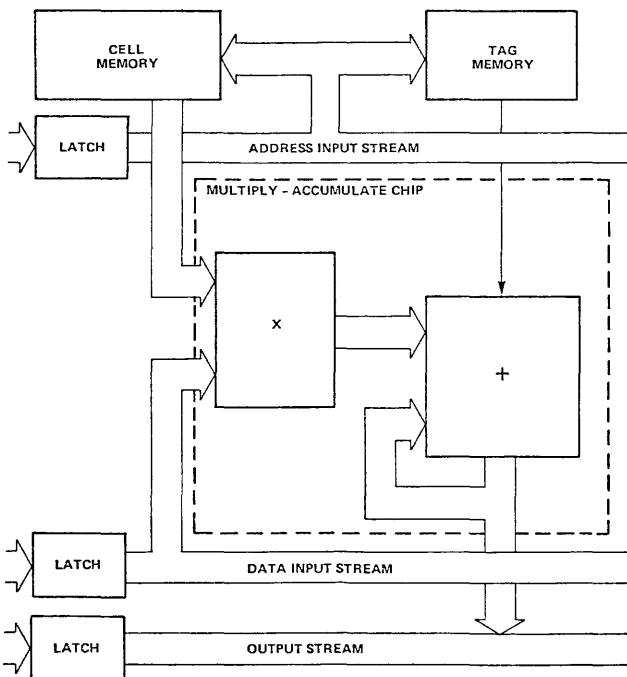 CELL
MEMORY
TAG
MEMORY
LATCH
ADDRESS INPUT STREAM
MULTIPLY - ACCUMULATE CHIP
x
+
LATCH
DATA INPUT STREAM
LATCH
OUTPUT STREAM